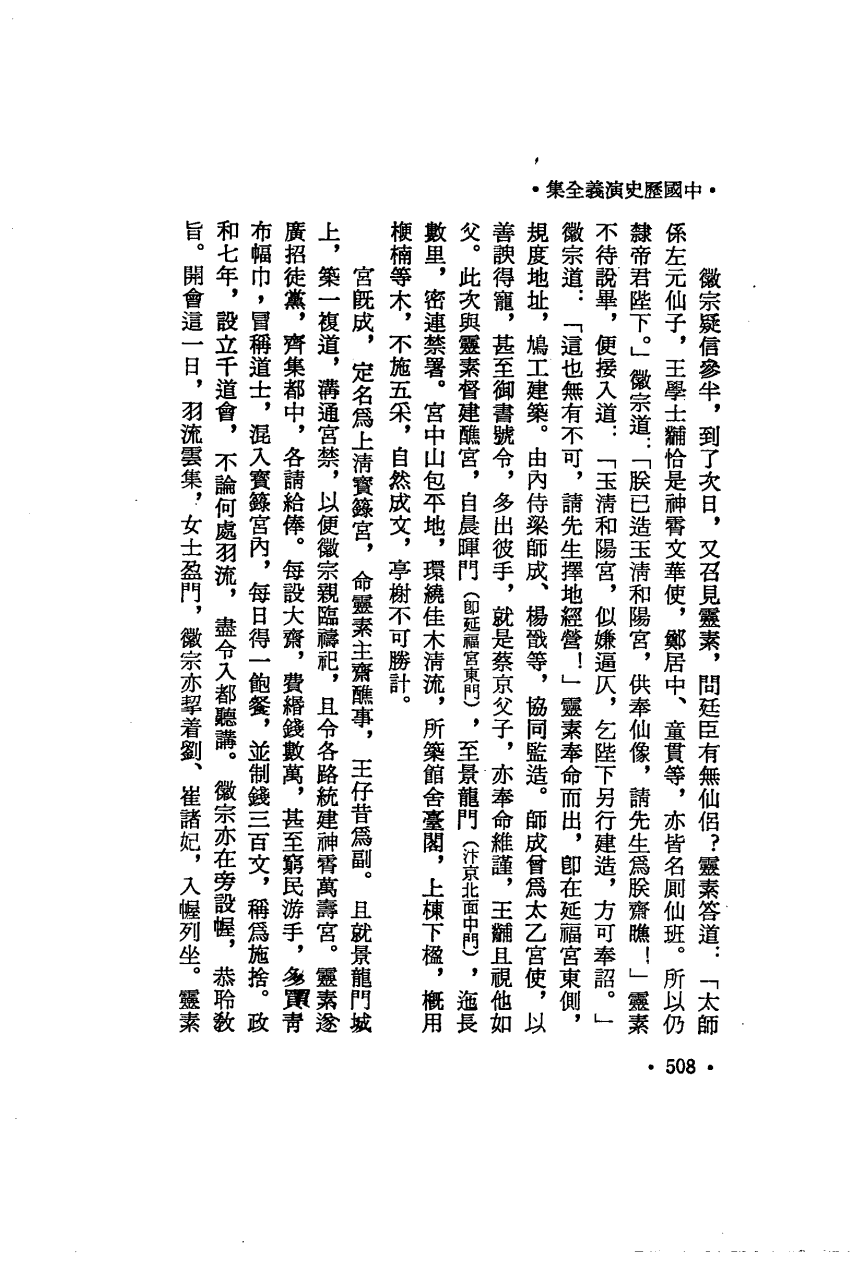 •中國歷史演義全集•
徽宗疑信參半，到了次日，又召見靈素，問廷臣有無仙侶？靈素答道：「太師
係左元仙子，王學士黼恰是神霄文華使，鄭居中、童貫等，亦皆名厠仙班。所以仍
隸帝君陛下。」徽宗道：「朕已造玉淸和陽宮，供奉仙像，請先生爲朕齋醮！」靈素
不待說畢，便接入道：「玉淸和陽宮，似嫌逼仄，乞陛下另行建造，方可奉詔。」
徽宗道：「這也無有不可，請先生擇地經營！」靈素奉命而出，卽在延福宮東側，
規度地址，鳩工建築。由內侍梁師成、楊戩等，協同監造。師成曾爲太乙宮使，以
善諛得寵，甚至御書號令，多出彼手，就是蔡京父子，亦奉命維謹，王黼且視他如
父。此次與靈素督建醮宮，自晨暉門（卽延福宮東門），至景龍門（汴京北面中門），迤長
數里，密連禁署。宮中山包平地，環繞佳木淸流，所築館舍臺閣，上棟下楹，槪用
楩楠等木，不施五采，自然成文，亭榭不可勝計。
宮旣成，定名爲上淸寶籙宮，命靈素主齋醮事，王仔昔爲副。且就景龍門城
上，築一複道，溝通宮禁，以便徽宗親臨禱祀，且令各路統建神霄萬壽宮。靈素遂
廣招徒黨，齊集都中，各請給俸。每設大齋，費緡錢數萬，甚至窮民游手，多買靑
布幅巾，冒稱道士，混入寶籙宮內，每日得一飽餐，並制錢三百文，稱爲施捨。政
和七年，設立千道會，不論何處羽流，盡令入都聽講。徽宗亦在旁設幄，恭聆敎
旨。開會這一日，羽流雲集，女士盈門，徽宗亦挈着劉、崔諸妃，入幄列坐。靈素
•508•